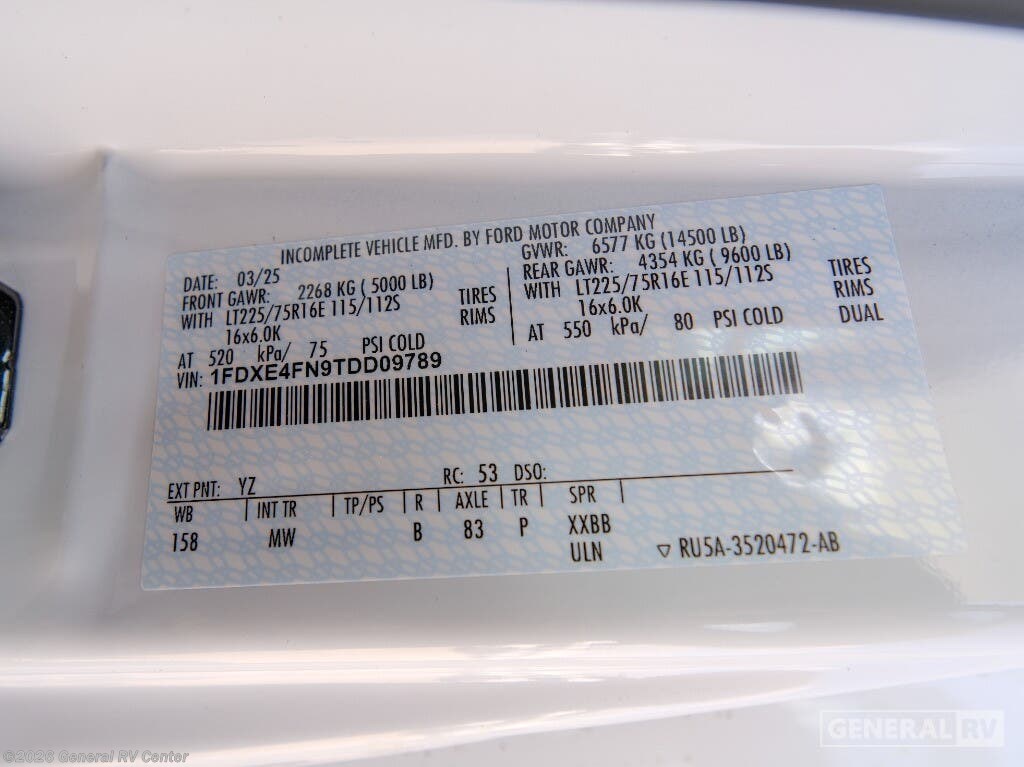 INCOMPLETE VEHICLE MFD. BY FORD MOTOR COMPANY
DATE: 03/25 GVWR: 6577 KG (14500 LB)
FRONT GAWR: 2268 KG ( 5000 LB) REAR GAWR: 4354 KG ( 9600 LB)
WITH LT225/75R16E 115/112S TIRES WITH LT225/75R16E 115/112S TIRES
16x6.0K RIMS 16x6.0K RIMS
AT 520 kPa/ 75 PSI COLD AT 550 kPa/ 80 PSI COLD DUAL
VIN: 1FDXE4FN9TDD09789
EXT PNT: YZ RC: 53 DSO:
WB INT TR TP/PS R AXLE TR SPR
158 MW B 83 P XXBB
ULN ▽ RU5A-3520472-AB
GENERAL RV
©2026 General RV Center